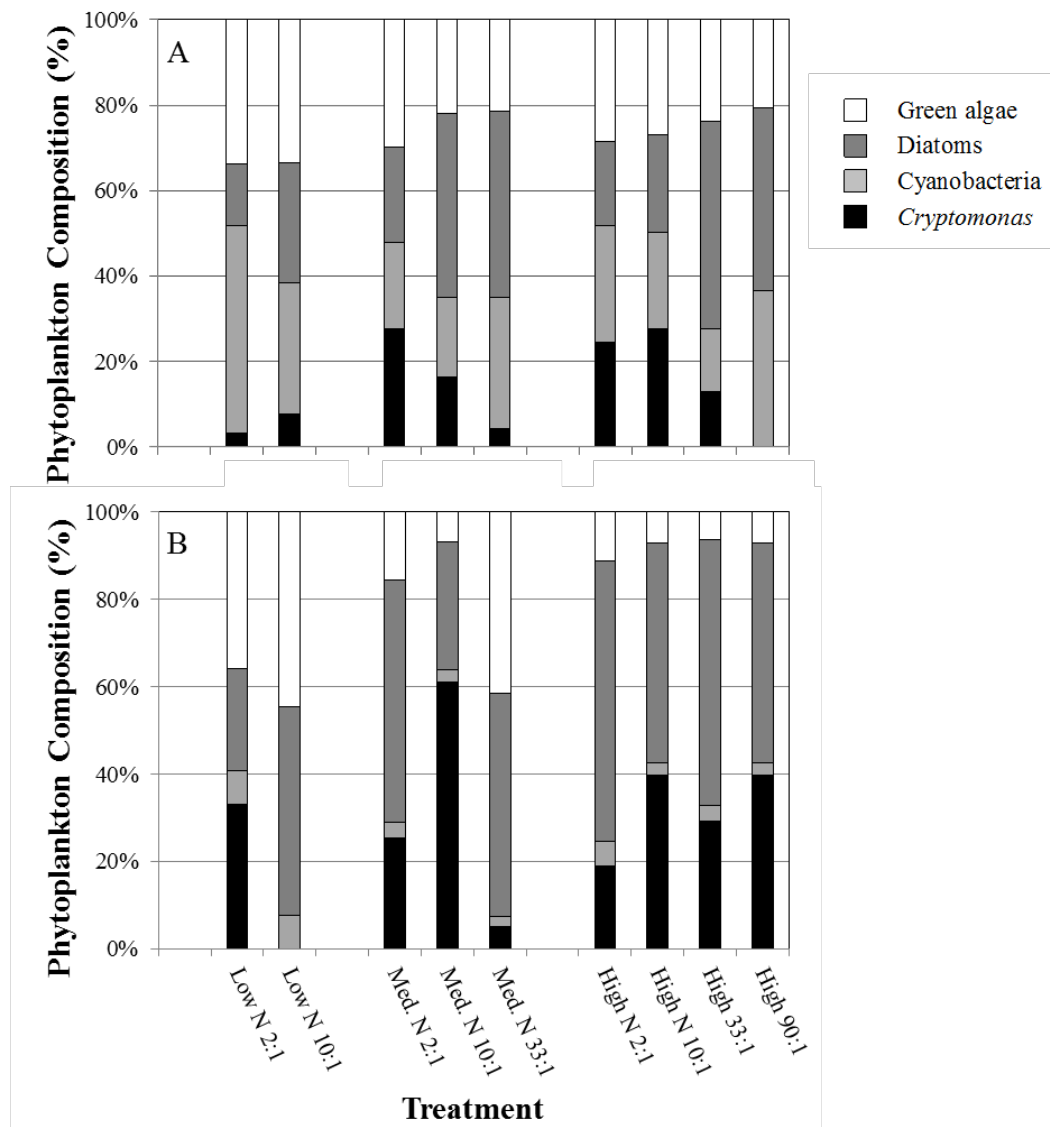 Phytoplankton Composition (%)
100%
80%
60%
40%
20%
0%
A
Green algae
Diatoms
Cyanobacteria
Cryptomonas
Phytoplankton Composition (%)
100%
80%
60%
40%
20%
0%
B
Low N 2:1
Low N 10:1
Med. N 2:1
Med. N 10:1
Med. N 33:1
High N 2:1
High N 10:1
High 33:1
High 90:1
Treatment